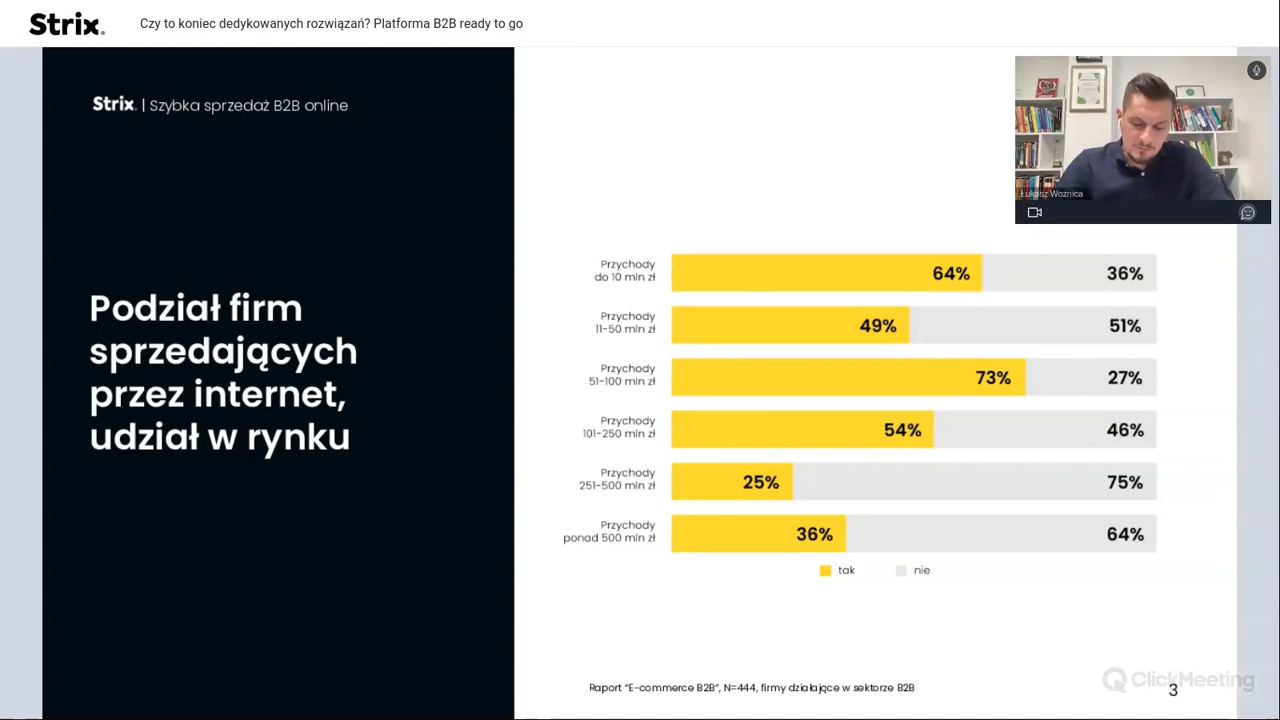 Strix.
Czy to koniec dedykowanych rozwiązań? Platforma B2B ready to go
Strix. | Szybka sprzedaż B2B online
Łukasz Woźnica
Podział firm
sprzedających
przez internet,
udział w rynku
Przychody
do 10 mln zł
64% 36%
Przychody
11-50 mln zł
49% 51%
Przychody
51-100 mln zł
73% 27%
Przychody
101-250 mln zł
54% 46%
Przychody
251-500 mln zł
25% 75%
Przychody
ponad 500 mln zł
36% 64%
tak nie
Raport "E-commerce B2B", N=444, firmy działające w sektorze B2B
ClickMeeting
3